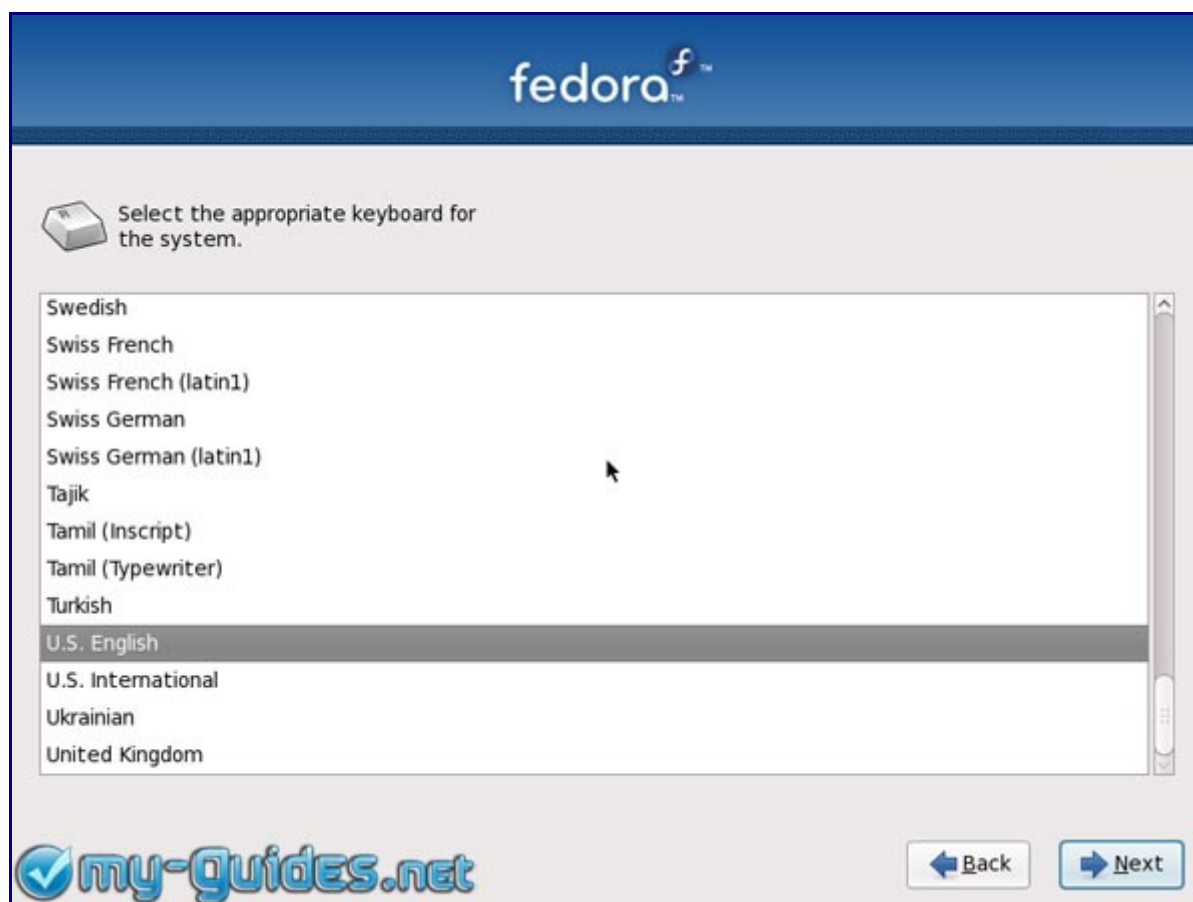 fedora
Select the appropriate keyboard for
the system.
Swedish
Swiss French
Swiss French (latin1)
Swiss German
Swiss German (latin1)
Tajik
Tamil (Inscript)
Tamil (Typewriter)
Turkish
U.S. English
U.S. International
Ukrainian
United Kingdom
my-guides.net
Back
Next